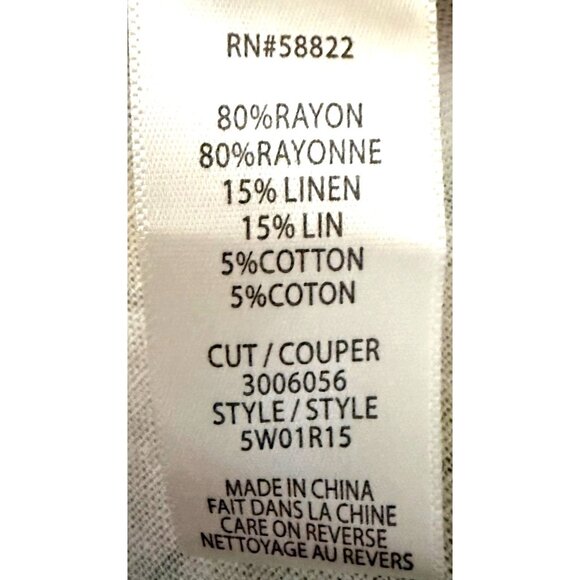 RN#58822
80%RAYON
80%RAYONNE
15% LINEN
15% LIN
5%COTTON
5%COTON
CUT / COUPER
3006056
STYLE / STYLE
5W01R15
MADE IN CHINA
FAIT DANS LA CHINE
CARE ON REVERSE
NETTOYAGE AU REVERS